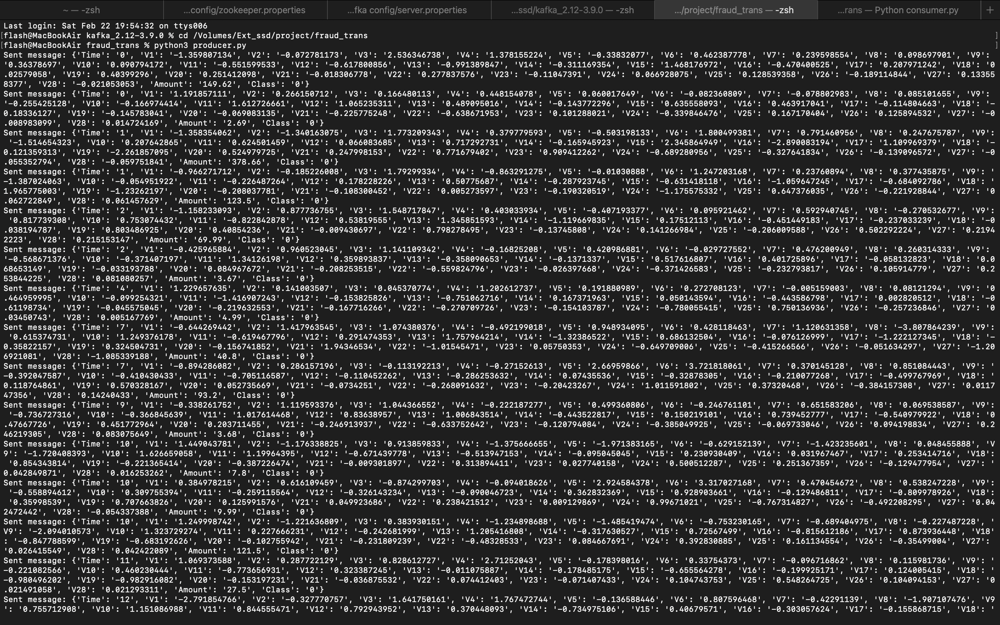 ~ — -zsh
...config/zookeeper.properties
...fka config/server.properties
...ssd/kafka_2.12-3.9.0 — -zsh
.../project/fraud_trans — -zsh
...rans — Python consumer.py
+
Last login: Sat Feb 22 19:54:32 on ttys006
[flash@MacBookAir kafka_2.12-3.9.0 % cd /Volumes/Ext_ssd/project/fraud_trans ]
[flash@MacBookAir fraud_trans % python3 producer.py ]
Sent message: {'Time': '0', 'V1': '-1.359807134', 'V2': '-0.072781173', 'V3': '2.536346738', 'V4': '1.378155224', 'V5': '-0.33832077', 'V6': '0.462387778', 'V7': '0.239598554', 'V8': '0.098697901', 'V9':
'0.36378697', 'V10': '0.090794172', 'V11': '-0.551599533', 'V12': '-0.617800856', 'V13': '-0.991389847', 'V14': '-0.311169354', 'V15': '1.468176972', 'V16': '-0.470400525', 'V17': '0.207971242', 'V18': '0
.02579058', 'V19': '0.40399296', 'V20': '0.251412098', 'V21': '-0.018306778', 'V22': '0.277837576', 'V23': '-0.11047391', 'V24': '0.066928075', 'V25': '0.128539358', 'V26': '-0.189114844', 'V27': '0.13355
8377', 'V28': '-0.021053053', 'Amount': '149.62', 'Class': '0'}
Sent message: {'Time': '0', 'V1': '1.191857111', 'V2': '0.266150712', 'V3': '0.166480113', 'V4': '0.448154078', 'V5': '0.060017649', 'V6': '-0.082360809', 'V7': '-0.078802983', 'V8': '0.085101655', 'V9':
'-0.255425128', 'V10': '-0.166974414', 'V11': '1.612726661', 'V12': '1.065235311', 'V13': '0.489095016', 'V14': '-0.143772296', 'V15': '0.635558093', 'V16': '0.463917041', 'V17': '-0.114804663', 'V18': '-
0.18336127', 'V19': '-0.145783041', 'V20': '-0.069083135', 'V21': '-0.225775248', 'V22': '-0.638671953', 'V23': '0.101288021', 'V24': '-0.339846476', 'V25': '0.167170404', 'V26': '0.125894532', 'V27': '-0
.008983099', 'V28': '0.014724169', 'Amount': '2.69', 'Class': '0'}
Sent message: {'Time': '1', 'V1': '-1.358354062', 'V2': '-1.340163075', 'V3': '1.773209343', 'V4': '0.379779593', 'V5': '-0.503198133', 'V6': '1.800499381', 'V7': '0.791460956', 'V8': '0.247675787', 'V9':
'-1.514654323', 'V10': '0.207642865', 'V11': '0.624501459', 'V12': '0.066083685', 'V13': '0.717292731', 'V14': '-0.165945923', 'V15': '2.345864949', 'V16': '-2.890083194', 'V17': '1.109969379', 'V18': '-
0.121359313', 'V19': '-2.261857095', 'V20': '0.524979725', 'V21': '0.247998153', 'V22': '0.771679402', 'V23': '0.909412262', 'V24': '-0.689280956', 'V25': '-0.327641834', 'V26': '-0.139096572', 'V27': '-0
.055352794', 'V28': '-0.059751841', 'Amount': '378.66', 'Class': '0'}
Sent message: {'Time': '1', 'V1': '-0.966271712', 'V2': '-0.185226008', 'V3': '1.79299334', 'V4': '-0.863291275', 'V5': '-0.01030888', 'V6': '1.247203168', 'V7': '0.23760894', 'V8': '0.377435875', 'V9': '
-1.387024063', 'V10': '-0.054951922', 'V11': '-0.226487264', 'V12': '0.178228226', 'V13': '0.50775687', 'V14': '-0.287923745', 'V15': '-0.631418118', 'V16': '-1.059647245', 'V17': '-0.684092786', 'V18': '
1.965775003', 'V19': '-1.23262197', 'V20': '-0.208037781', 'V21': '-0.108300452', 'V22': '0.005273597', 'V23': '-0.190320519', 'V24': '-1.175575332', 'V25': '0.647376035', 'V26': '-0.221928844', 'V27': '0
.062722849', 'V28': '0.061457629', 'Amount': '123.5', 'Class': '0'}
Sent message: {'Time': '2', 'V1': '-1.158233093', 'V2': '0.877736755', 'V3': '1.548717847', 'V4': '0.403033934', 'V5': '-0.407193377', 'V6': '0.095921462', 'V7': '0.592940745', 'V8': '-0.270532677', 'V9':
'0.817739308', 'V10': '0.753074432', 'V11': '-0.822842878', 'V12': '0.53819555', 'V13': '1.345851593', 'V14': '-1.119669835', 'V15': '0.17512113', 'V16': '-0.451449183', 'V17': '-0.237033239', 'V18': '-0
.038194787', 'V19': '0.803486925', 'V20': '0.40854236', 'V21': '-0.009430697', 'V22': '0.798278495', 'V23': '-0.13745808', 'V24': '0.141266984', 'V25': '-0.206009588', 'V26': '0.502292224', 'V27': '0.2194
2223', 'V28': '0.215153147', 'Amount': '69.99', 'Class': '0'}
Sent message: {'Time': '2', 'V1': '-0.425965884', 'V2': '0.960523045', 'V3': '1.141109342', 'V4': '-0.16825208', 'V5': '0.420986881', 'V6': '-0.029727552', 'V7': '0.476200949', 'V8': '0.260314333', 'V9':
'-0.568671376', 'V10': '-0.371407197', 'V11': '1.34126198', 'V12': '0.359893837', 'V13': '-0.358090653', 'V14': '-0.1371337', 'V15': '0.517616807', 'V16': '0.401725896', 'V17': '-0.058132823', 'V18': '0.0
68653149', 'V19': '-0.033193788', 'V20': '0.084967672', 'V21': '-0.208253515', 'V22': '-0.559824796', 'V23': '-0.026397668', 'V24': '-0.371426583', 'V25': '-0.232793817', 'V26': '0.105914779', 'V27': '0.2
53844225', 'V28': '0.081080257', 'Amount': '3.67', 'Class': '0'}
Sent message: {'Time': '4', 'V1': '1.229657635', 'V2': '0.141003507', 'V3': '0.045370774', 'V4': '1.202612737', 'V5': '0.191880989', 'V6': '0.272708123', 'V7': '-0.005159003', 'V8': '0.08121294', 'V9': '0
.464959995', 'V10': '-0.099254321', 'V11': '-1.416907243', 'V12': '-0.153825826', 'V13': '-0.751062716', 'V14': '0.167371963', 'V15': '0.050143594', 'V16': '-0.443586798', 'V17': '0.002820512', 'V18': '-0
.61198734', 'V19': '-0.045575045', 'V20': '-0.219632553', 'V21': '-0.167716266', 'V22': '-0.270709726', 'V23': '-0.154103787', 'V24': '-0.780055415', 'V25': '0.750136936', 'V26': '-0.257236846', 'V27': '0
.03450743', 'V28': '0.005167769', 'Amount': '4.99', 'Class': '0'}
Sent message: {'Time': '7', 'V1': '-0.644269442', 'V2': '1.417963545', 'V3': '1.074380376', 'V4': '-0.492199018', 'V5': '0.948934095', 'V6': '0.428118463', 'V7': '1.120631358', 'V8': '-3.807864239', 'V9':
'0.615374731', 'V10': '1.249376178', 'V11': '-0.619467796', 'V12': '0.291474353', 'V13': '1.757964214', 'V14': '-1.32386522', 'V15': '0.686132504', 'V16': '-0.076126999', 'V17': '-1.222127345', 'V18': '-
0.35822157', 'V19': '0.324504731', 'V20': '-0.156741852', 'V21': '1.94346534', 'V22': '-1.01545471', 'V23': '0.05750353', 'V24': '-0.649709006', 'V25': '-0.415266566', 'V26': '-0.051634297', 'V27': '-1.20
6921081', 'V28': '-1.085339188', 'Amount': '40.8', 'Class': '0'}
Sent message: {'Time': '7', 'V1': '-0.894286082', 'V2': '0.286157196', 'V3': '-0.113192213', 'V4': '-0.27152613', 'V5': '2.66959866', 'V6': '3.721818061', 'V7': '0.370145128', 'V8': '0.851084443', 'V9': '
-0.392047587', 'V10': '-0.410430433', 'V11': '-0.705116587', 'V12': '-0.110452262', 'V13': '-0.286253632', 'V14': '0.07435536', 'V15': '-0.32878305', 'V16': '-0.210077268', 'V17': '-0.499767969', 'V18': '
0.118764861', 'V19': '0.570328167', 'V20': '0.052735669', 'V21': '-0.0734251', 'V22': '-0.268091632', 'V23': '-0.20423267', 'V24': '1.011591802', 'V25': '0.37320468', 'V26': '-0.384157308', 'V27': '0.0117
47356', 'V28': '0.14240433', 'Amount': '93.2', 'Class': '0'}
Sent message: {'Time': '9', 'V1': '-0.338261752', 'V2': '1.119593376', 'V3': '1.044366552', 'V4': '-0.222187277', 'V5': '0.499360806', 'V6': '-0.246761101', 'V7': '0.651583206', 'V8': '0.069538587', 'V9':
'-0.736727316', 'V10': '-0.366845639', 'V11': '1.017614468', 'V12': '0.83638957', 'V13': '1.006843514', 'V14': '-0.443522817', 'V15': '0.150219101', 'V16': '0.739452777', 'V17': '-0.540979922', 'V18': '0
.47667726', 'V19': '0.451772964', 'V20': '0.203711455', 'V21': '-0.246913937', 'V22': '-0.633752642', 'V23': '-0.120794084', 'V24': '-0.385049925', 'V25': '-0.069733046', 'V26': '0.094198834', 'V27': '0.2
46219305', 'V28': '0.083075649', 'Amount': '3.68', 'Class': '0'}
Sent message: {'Time': '10', 'V1': '1.449043781', 'V2': '-1.176338825', 'V3': '0.913859833', 'V4': '-1.375666655', 'V5': '-1.971383165', 'V6': '-0.629152139', 'V7': '-1.423235601', 'V8': '0.048455888', 'V
9': '-1.720408393', 'V10': '1.626659058', 'V11': '1.19964395', 'V12': '-0.671439778', 'V13': '-0.513947153', 'V14': '-0.095045045', 'V15': '0.230930409', 'V16': '0.031967467', 'V17': '0.253414716', 'V18':
'0.854343814', 'V19': '-0.221365414', 'V20': '-0.387226474', 'V21': '-0.009301897', 'V22': '0.313894411', 'V23': '0.027740158', 'V24': '0.500512287', 'V25': '0.251367359', 'V26': '-0.129477954', 'V27': '
0.042849871', 'V28': '0.016253262', 'Amount': '7.8', 'Class': '0'}
Sent message: {'Time': '10', 'V1': '0.384978215', 'V2': '0.616109459', 'V3': '-0.874299703', 'V4': '-0.094018626', 'V5': '2.924584378', 'V6': '3.317027168', 'V7': '0.470454672', 'V8': '0.538247228', 'V9':
'-0.558894612', 'V10': '0.309755394', 'V11': '-0.259115564', 'V12': '-0.326143234', 'V13': '-0.090046723', 'V14': '0.362832369', 'V15': '0.928903661', 'V16': '-0.129486811', 'V17': '-0.809978926', 'V18':
'0.35998539', 'V19': '0.707663826', 'V20': '0.125991576', 'V21': '0.049923686', 'V22': '0.238421512', 'V23': '0.009129869', 'V24': '0.99671021', 'V25': '-0.767314827', 'V26': '-0.492208295', 'V27': '0.04
2472442', 'V28': '-0.054337388', 'Amount': '9.99', 'Class': '0'}
Sent message: {'Time': '10', 'V1': '1.249998742', 'V2': '-1.221636809', 'V3': '0.383930151', 'V4': '-1.234898688', 'V5': '-1.485419474', 'V6': '-0.753230165', 'V7': '-0.689404975', 'V8': '-0.227487228', '
V9': '-2.094010573', 'V10': '1.323729274', 'V11': '0.227666231', 'V12': '-0.242681999', 'V13': '1.205416808', 'V14': '-0.317630527', 'V15': '0.72567499', 'V16': '-0.815612186', 'V17': '0.873936448', 'V18'
: '-0.847788599', 'V19': '-0.683192626', 'V20': '-0.102755942', 'V21': '-0.231809239', 'V22': '-0.48328533', 'V23': '0.084667691', 'V24': '0.392830885', 'V25': '0.161134554', 'V26': '-0.35499004', 'V27':
'0.026415549', 'V28': '0.042422089', 'Amount': '121.5', 'Class': '0'}
Sent message: {'Time': '11', 'V1': '1.069373588', 'V2': '0.287722129', 'V3': '0.828612727', 'V4': '2.71252043', 'V5': '-0.178398016', 'V6': '0.33754373', 'V7': '-0.096716862', 'V8': '0.115981736', 'V9': '
-0.221082566', 'V10': '0.460230444', 'V11': '-0.773656931', 'V12': '0.323387245', 'V13': '-0.011075887', 'V14': '-0.178485175', 'V15': '-0.655564278', 'V16': '-0.199925171', 'V17': '0.124005415', 'V18': '
-0.980496202', 'V19': '-0.982916082', 'V20': '-0.153197231', 'V21': '-0.036875532', 'V22': '0.074412403', 'V23': '-0.071407433', 'V24': '0.104743753', 'V25': '0.548264725', 'V26': '0.104094153', 'V27': '0
.021491058', 'V28': '0.021293311', 'Amount': '27.5', 'Class': '0'}
Sent message: {'Time': '12', 'V1': '-2.791854766', 'V2': '-0.327770757', 'V3': '1.641750161', 'V4': '1.767472744', 'V5': '-0.136588446', 'V6': '0.807596468', 'V7': '-0.42291139', 'V8': '-1.907107476', 'V9
': '0.755712908', 'V10': '1.151086988', 'V11': '0.844555471', 'V12': '0.792943952', 'V13': '0.370448093', 'V14': '-0.734975106', 'V15': '0.40679571', 'V16': '-0.303057624', 'V17': '-0.155868715', 'V18': '